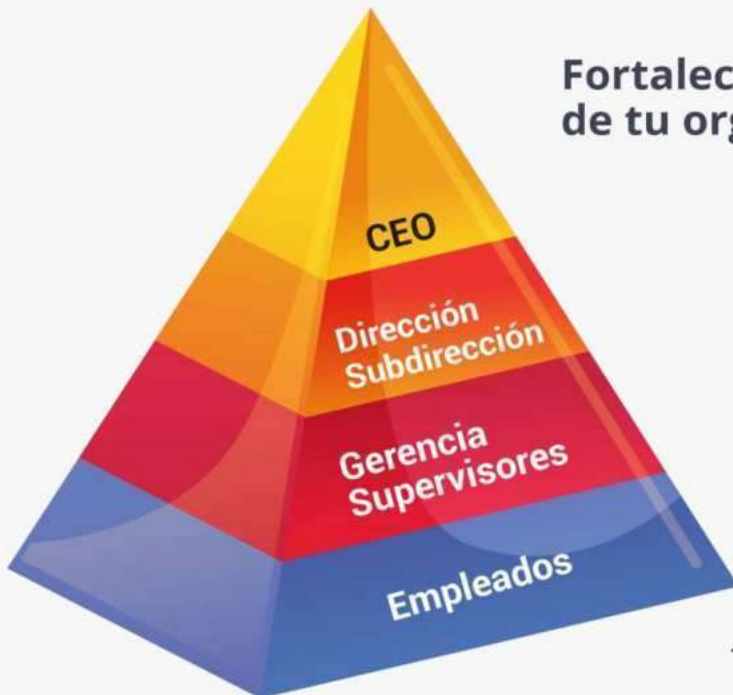 Fortalec
de tu org
CEO
Dirección
Subdirección
Gerencia
Supervisores
Empleados